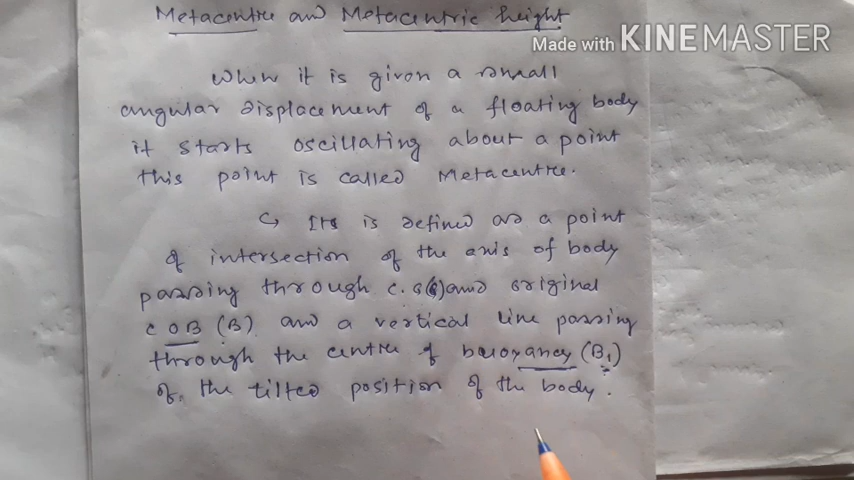 Metacentre and Metacentric height
Made with KINEMASTER
When it is given a small
angular displacement of a floating body
it starts oscillating about a point
this point is called Metacentre.
↪ Its is defined as a point
of intersection of the axis of body
passing through C.G(G) and original
COB (B) and a vertical line passing
through the centre of buoyancy (B1)
of. the tilted position of the body.